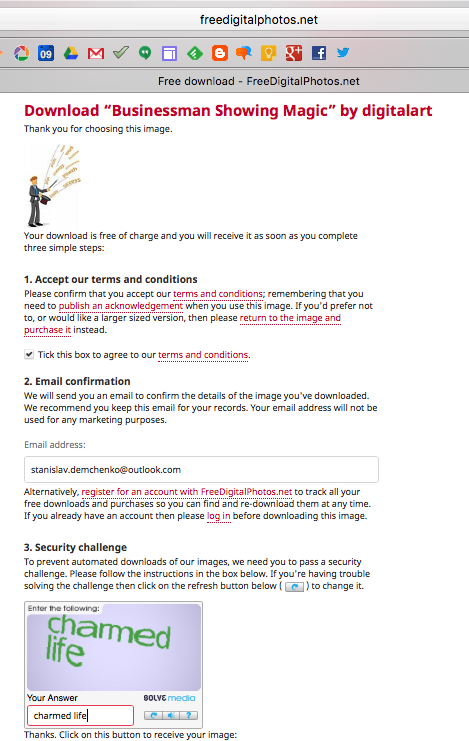 freedigitalphotos.net
09
Free download - FreeDigitalPhotos.net
Download “Businessman Showing Magic” by digitalart
Thank you for choosing this image.
Your download is free of charge and you will receive it as soon as you complete
three simple steps:
1. Accept our terms and conditions
Please confirm that you accept our terms and conditions; remembering that you
need to publish an acknowledgement when you use this image. If you'd prefer not
to, or would like a larger sized version, then please return to the image and
purchase it instead.
Tick this box to agree to our terms and conditions.
2. Email confirmation
We will send you an email to confirm the details of the image you've downloaded.
We recommend you keep this email for your records. Your email address will not be
used for any marketing purposes.
Email address:
stanislav.demchenko@outlook.com
Alternatively, register for an account with FreeDigitalPhotos.net to track all your
free downloads and purchases so you can find and re-download them at any time.
If you already have an account then please log in before downloading this image.
3. Security challenge
To prevent automated downloads of our images, we need you to pass a security
challenge. Please follow the instructions in the box below. If you're having trouble
solving the challenge then click on the refresh button below ( ) to change it.
Enter the following:
charmed
life
Your Answer
SOLVE media
charmed life
?
Thanks. Click on this button to receive your image: